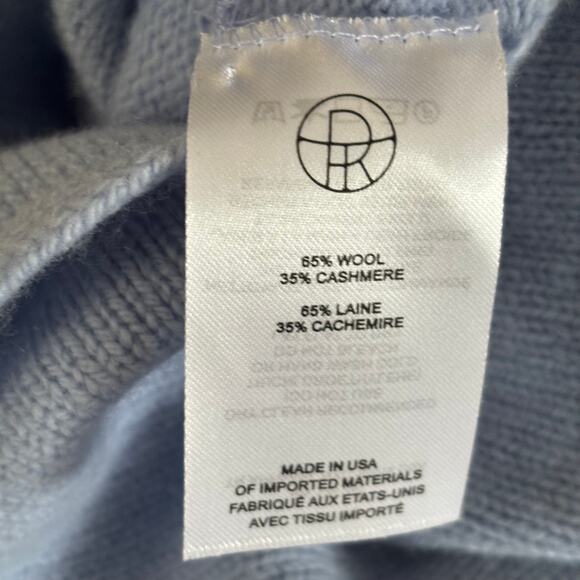 65% WOOL
35% CASHMERE
65% LAINE
35% CACHEMIRE
MADE IN USA
OF IMPORTED MATERIALS
FABRIQUÉ AUX ETATS-UNIS
AVEC TISSU IMPORTÉ